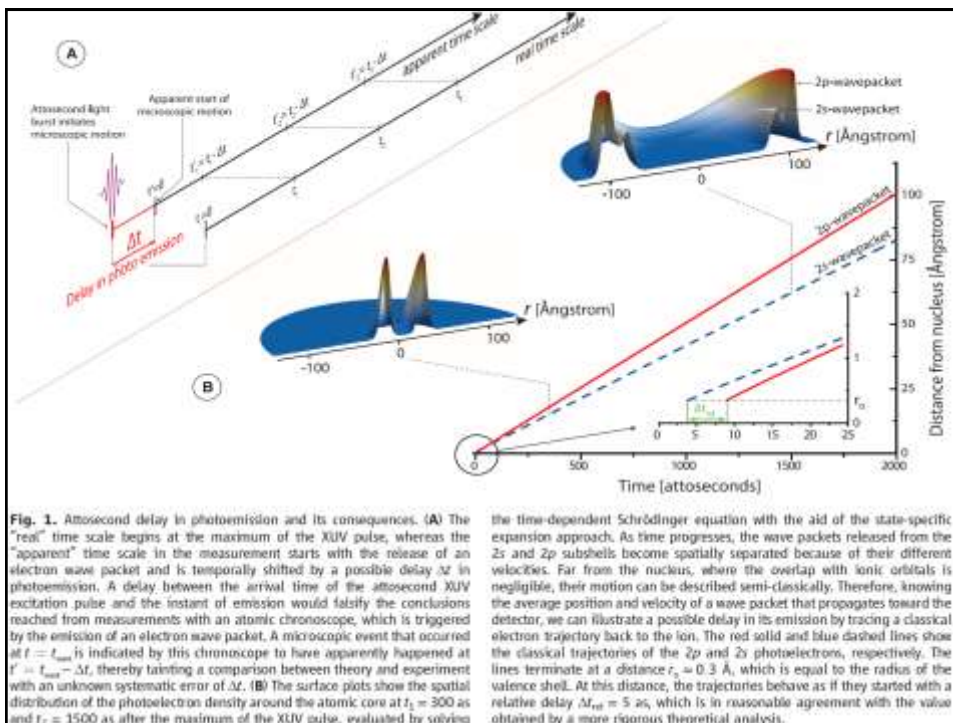 A
apparent time scale
real time scale
Attosecond light
burst initiates
microscopic motion
Apparent start of
microscopic motion
Δt
Delay in photo emission
2p-wavepacket
2s-wavepacket
r [Ångstrom]
-100
0
100
r [Ångstrom]
-100
0
100
B
2p-wavepacket
2s-wavepacket
100
75
50
25
0
Distance from nucleus [Ångstrom]
2
1
0
0
5
10
15
20
25
0
500
1000
1500
2000
Time [attoseconds]
Fig. 1. Attosecond delay in photoemission and its consequences. (A) The
"real" time scale begins at the maximum of the XUV pulse, whereas the
"apparent" time scale in the measurement starts with the release of an
electron wave packet and is temporally shifted by a possible delay Δt in
photoemission. A delay between the arrival time of the attosecond XUV
excitation pulse and the instant of emission would falsify the conclusions
reached from measurements with an atomic chronoscope, which is triggered
by the emission of an electron wave packet. A microscopic event that occurred
at t = is indicated by this chronoscope to have apparently happened at
t' = − Δt, thereby tainting a comparison between theory and experiment
with an unknown systematic error of Δt. (B) The surface plots show the spatial
distribution of the photoelectron density around the atomic core at t₁ = 300 as
and t₂ = 1500 as after the maximum of the XUV pulse, evaluated by solving
the time-dependent Schrödinger equation with the aid of the state-specific
expansion approach. As time progresses, the wave packets released from the
2s and 2p subshells become spatially separated because of their different
velocities. Far from the nucleus, where the overlap with ionic orbitals is
negligible, their motion can be described semi-classically. Therefore, knowing
the average position and velocity of a wave packet that propagates toward the
detector, we can illustrate a possible delay in its emission by tracing a classical
electron trajectory back to the ion. The red solid and blue dashed lines show
the classical trajectories of the 2p and 2s photoelectrons, respectively. The
lines terminate at a distance r₀ ≈ 0.3 Å, which is equal to the radius of the
valence shell. At this distance, the trajectories behave as if they started with a
relative delay Δt = 5 as, which is in reasonable agreement with the value
obtained by a more rigorous theoretical analysis.